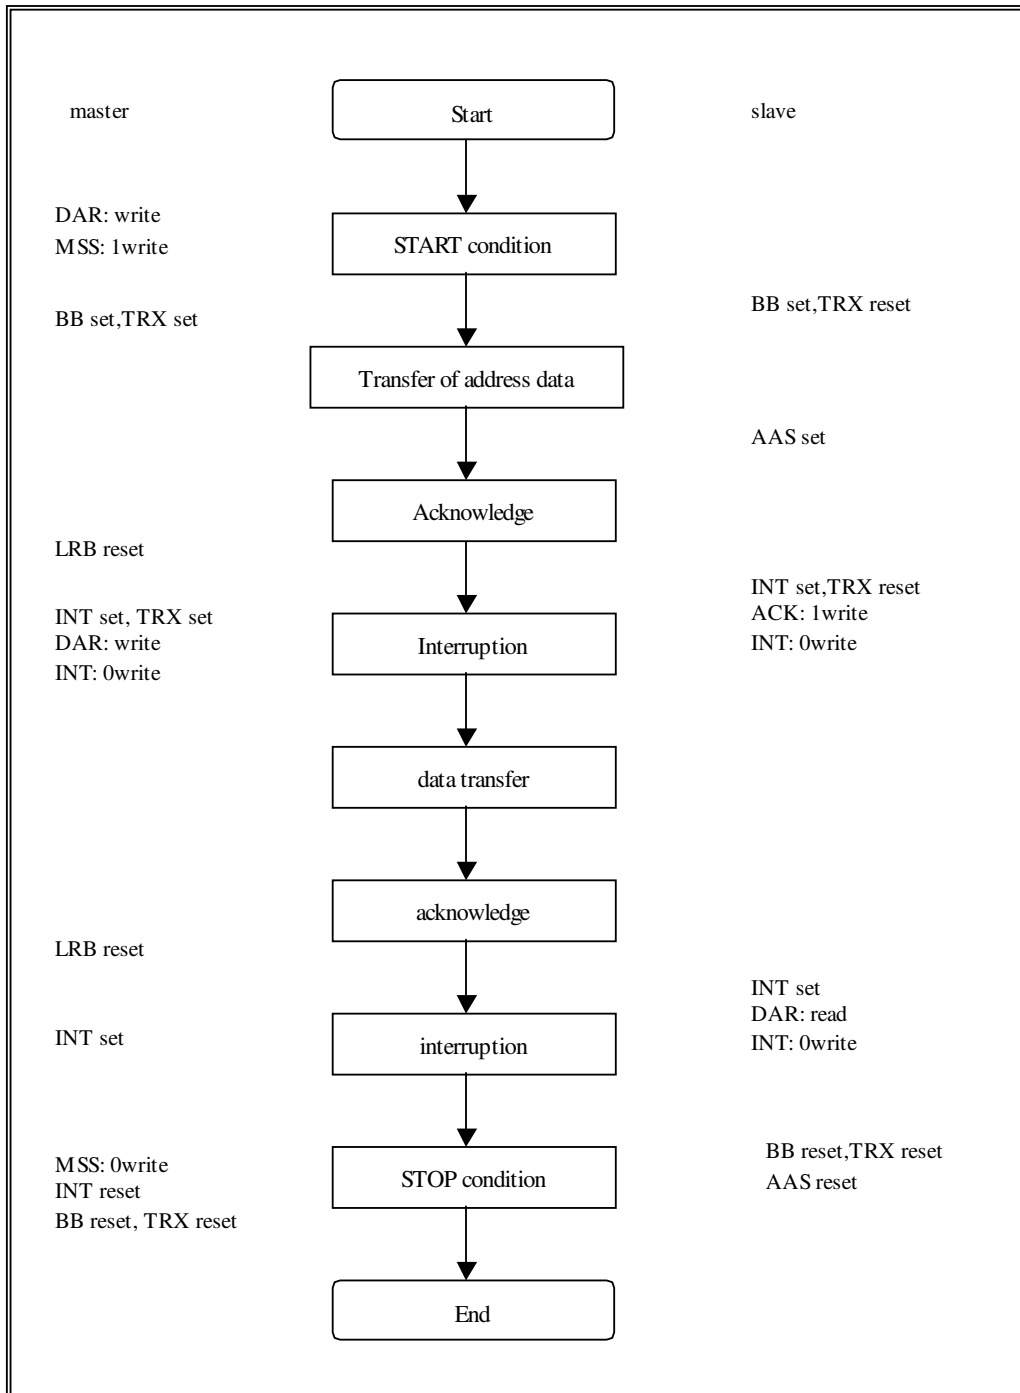 master
Start
slave
DAR: write
MSS: 1write
START condition
BB set,TRX set
BB set,TRX reset
Transfer of address data
AAS set
Acknowledge
LRB reset
INT set, TRX set
DAR: write
INT: 0write
Interruption
INT set,TRX reset
ACK: 1write
INT: 0write
data transfer
acknowledge
LRB reset
INT set
interruption
INT set
DAR: read
INT: 0write
MSS: 0write
INT reset
BB reset, TRX reset
STOP condition
BB reset,TRX reset
AAS reset
End